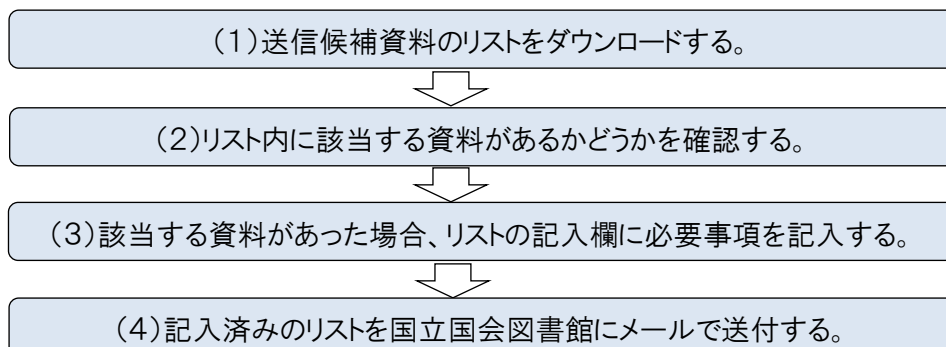 （１）送信候補資料のリストをダウンロードする。
（２）リスト内に該当する資料があるかどうかを確認する。
（３）該当する資料があった場合、リストの記入欄に必要事項を記入する。
（４）記入済みのリストを国立国会図書館にメールで送付する。